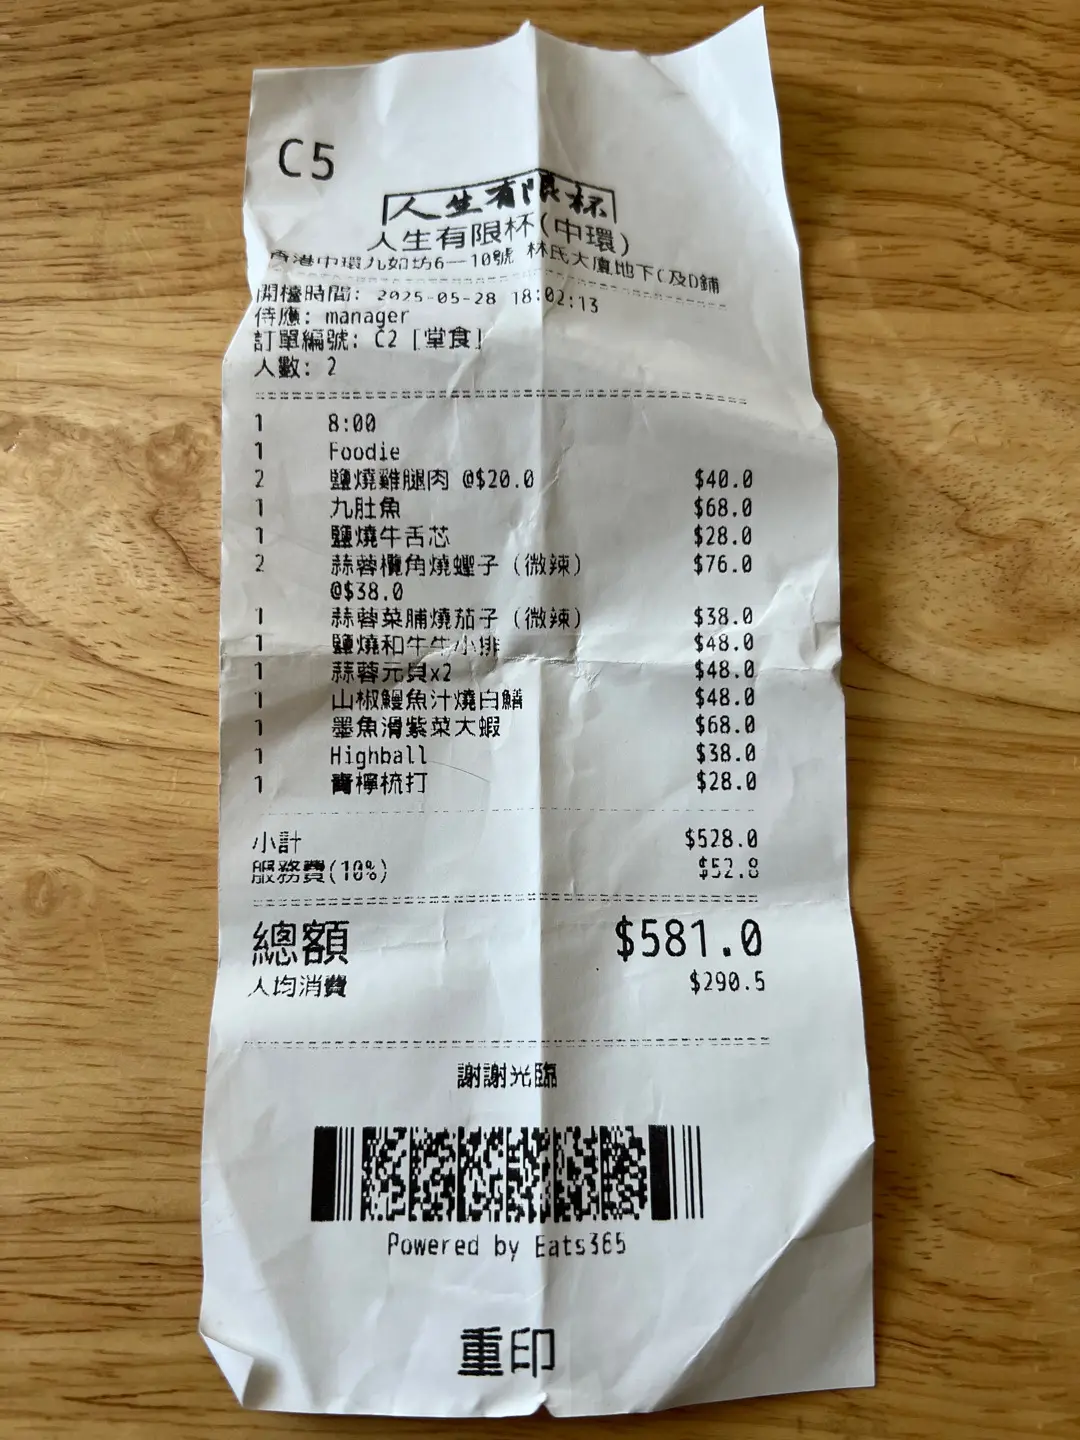 C5
人生有限杯
人生有限杯(中環)
香港中環九如坊6-10號 林氏大廈地下C及D舖
開檯時間: 2025-05-28 18:02:13
侍應: manager
訂單編號: C2 [堂食]
人數: 2
1 8:00
1 Foodie
2 鹽燒雞腿肉 @$20.0 $40.0
1 九肚魚 $68.0
1 鹽燒牛舌芯 $28.0
2 蒜蓉欖角燒蟶子 (微辣) $76.0
@$38.0
1 蒜蓉菜脯燒茄子 (微辣) $38.0
1 鹽燒和牛牛小排 $48.0
1 蒜蓉元貝x2 $48.0
1 山椒鰻魚汁燒白鱔 $48.0
1 墨魚滑紫菜大蝦 $68.0
1 Highball $38.0
1 青檸梳打 $28.0
小計 $528.0
服務費(10%) $52.8
總額 $581.0
人均消費 $290.5
謝謝光臨
Powered by Eats365
重印